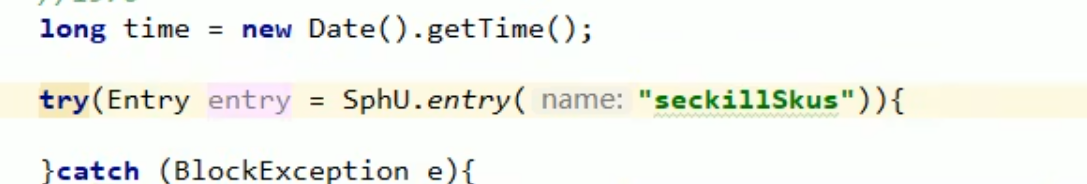 long time = new Date().getTime();
try(Entry entry = SphU.entry( name: "seckillSkus")){
}catch (BlockException e){